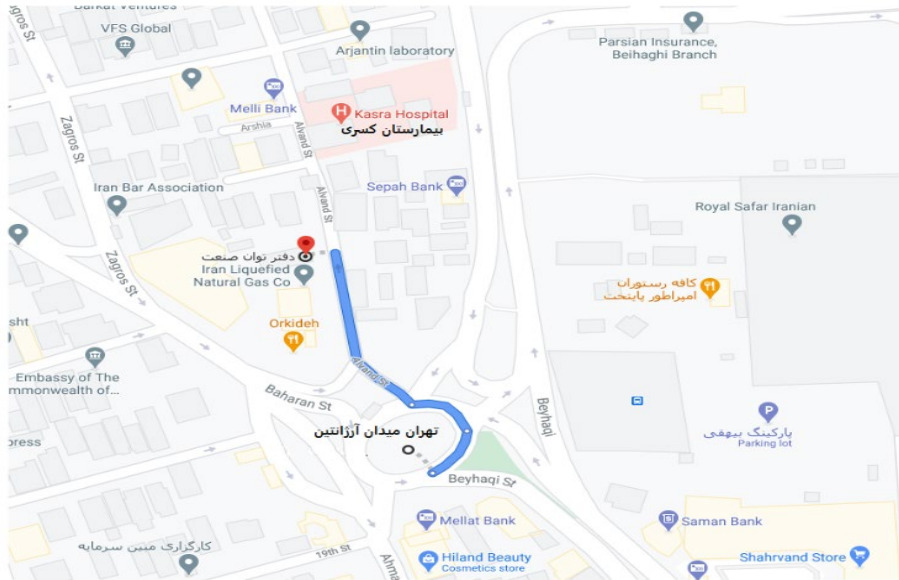 Barkat Ventures
Zagros St
VFS Global
Arjantin laboratory
Parsian Insurance,
Beihaghi Branch
Melli Bank
Kasra Hospital
بیمارستان کسری
Arshia
Alvand St
Zagros St
Iran Bar Association
Sepah Bank
Alvand St
Royal Safar Iranian
Zagros St
دفتر توان صنعت
Iran Liquefied
Natural Gas Co
کافه رستوران
امپراطور پایتخت
Orkideh
sht
Embassy of The
mmonwealth of...
Alvand St
Baharan St
Beyhaqi
تهران میدان آرژانتین
پارکینگ بیهقی
Parking lot
press
Beyhaqi St
Mellat Bank
Saman Bank
کارگزاری مبین سرمایه
19th St
Ahma
Hiland Beauty
Cosmetics store
Shahrvand Store